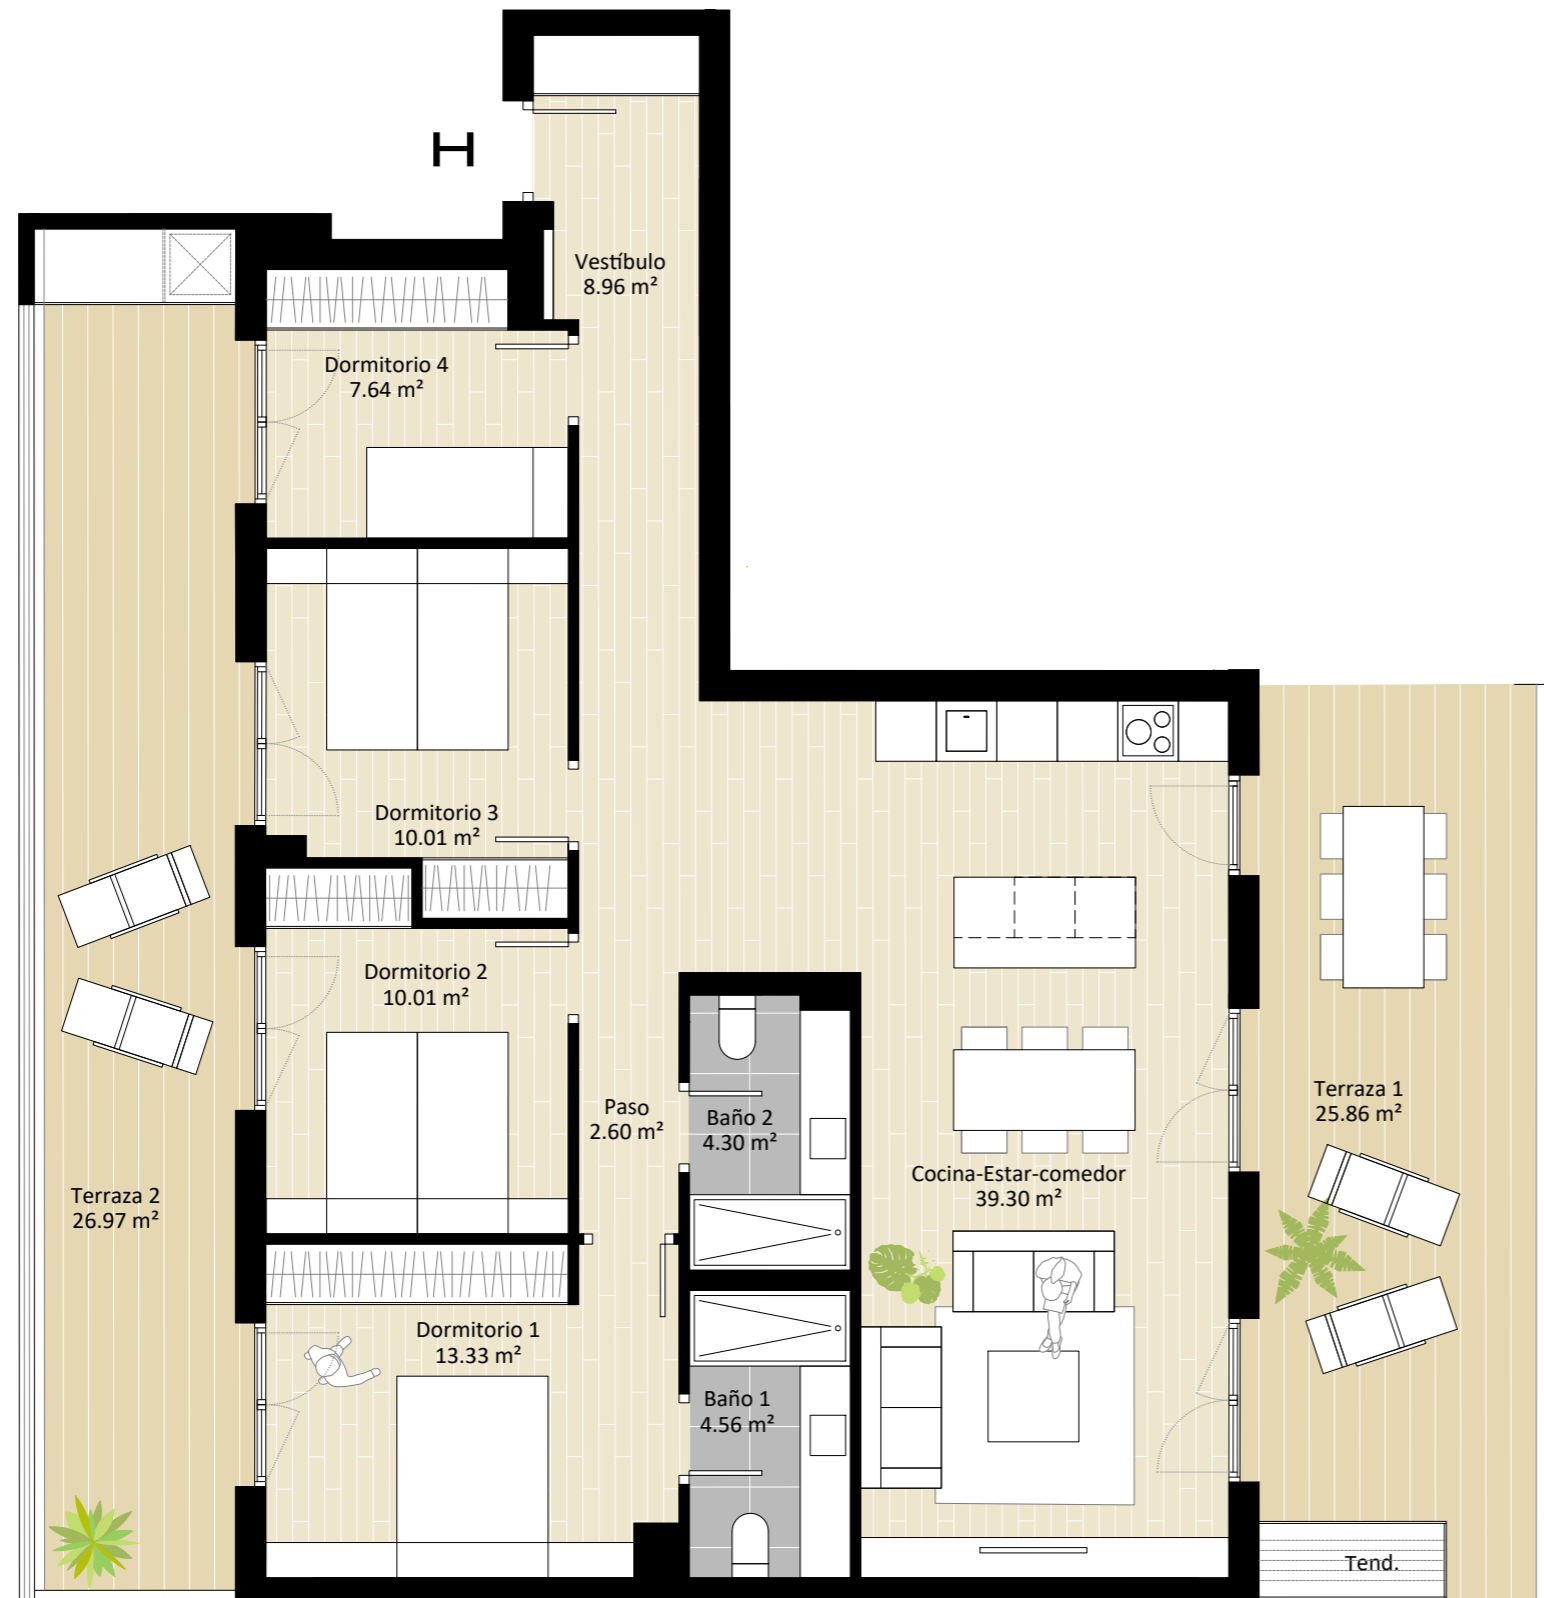 H
Vestíbulo
8.96 m²
Dormitorio 4
7.64 m²
Dormitorio 3
10.01 m²
Dormitorio 2
10.01 m²
Paso
2.60 m²
Baño 2
4.30 m²
Terraza 1
25.86 m²
Cocina-Estar-comedor
39.30 m²
Terraza 2
26.97 m²
Dormitorio 1
13.33 m²
Baño 1
4.56 m²
Tend.